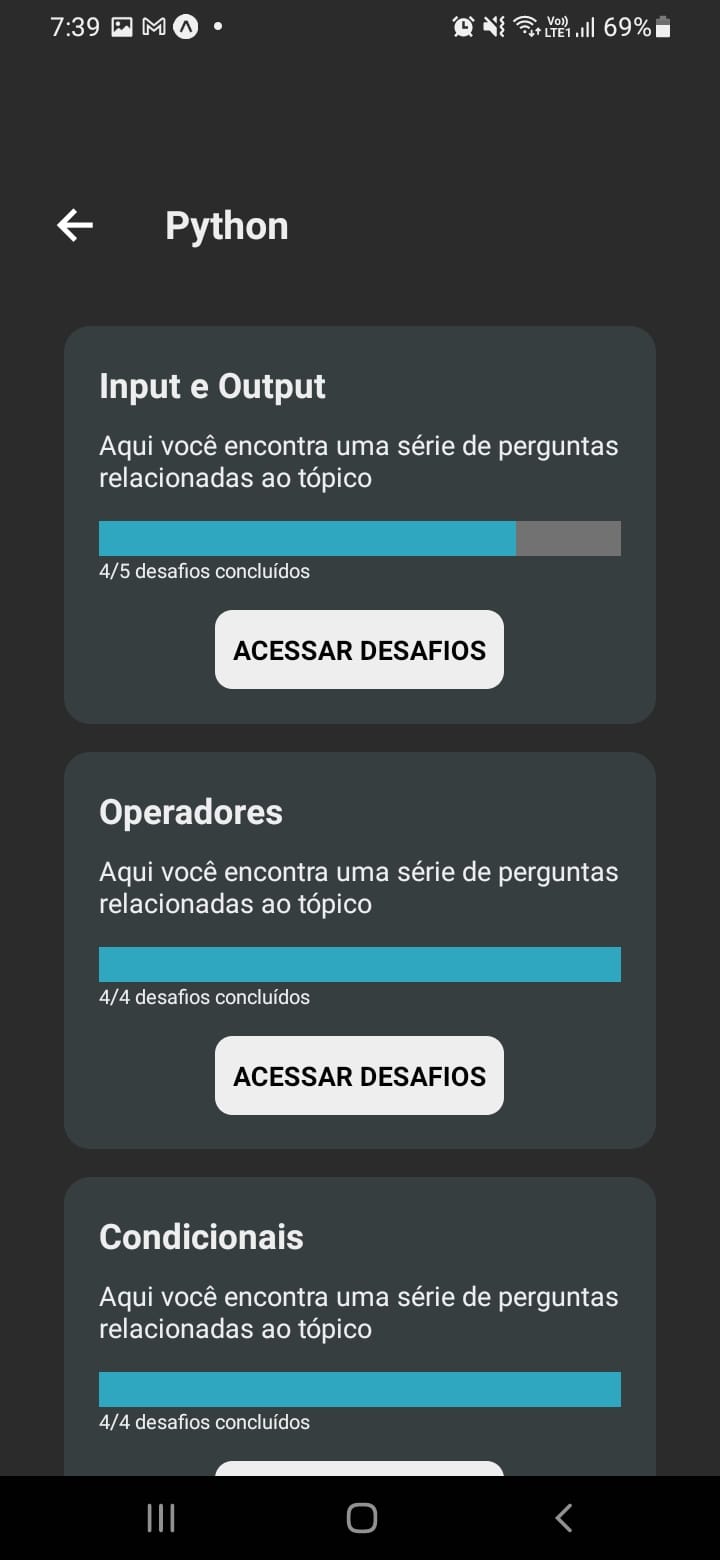 7:39
Vo))
LTE1
69%
Python
Input e Output
Aqui você encontra uma série de perguntas
relacionadas ao tópico
4/5 desafios concluídos
ACESSAR DESAFIOS
Operadores
Aqui você encontra uma série de perguntas
relacionadas ao tópico
4/4 desafios concluídos
ACESSAR DESAFIOS
Condicionais
Aqui você encontra uma série de perguntas
relacionadas ao tópico
4/4 desafios concluídos